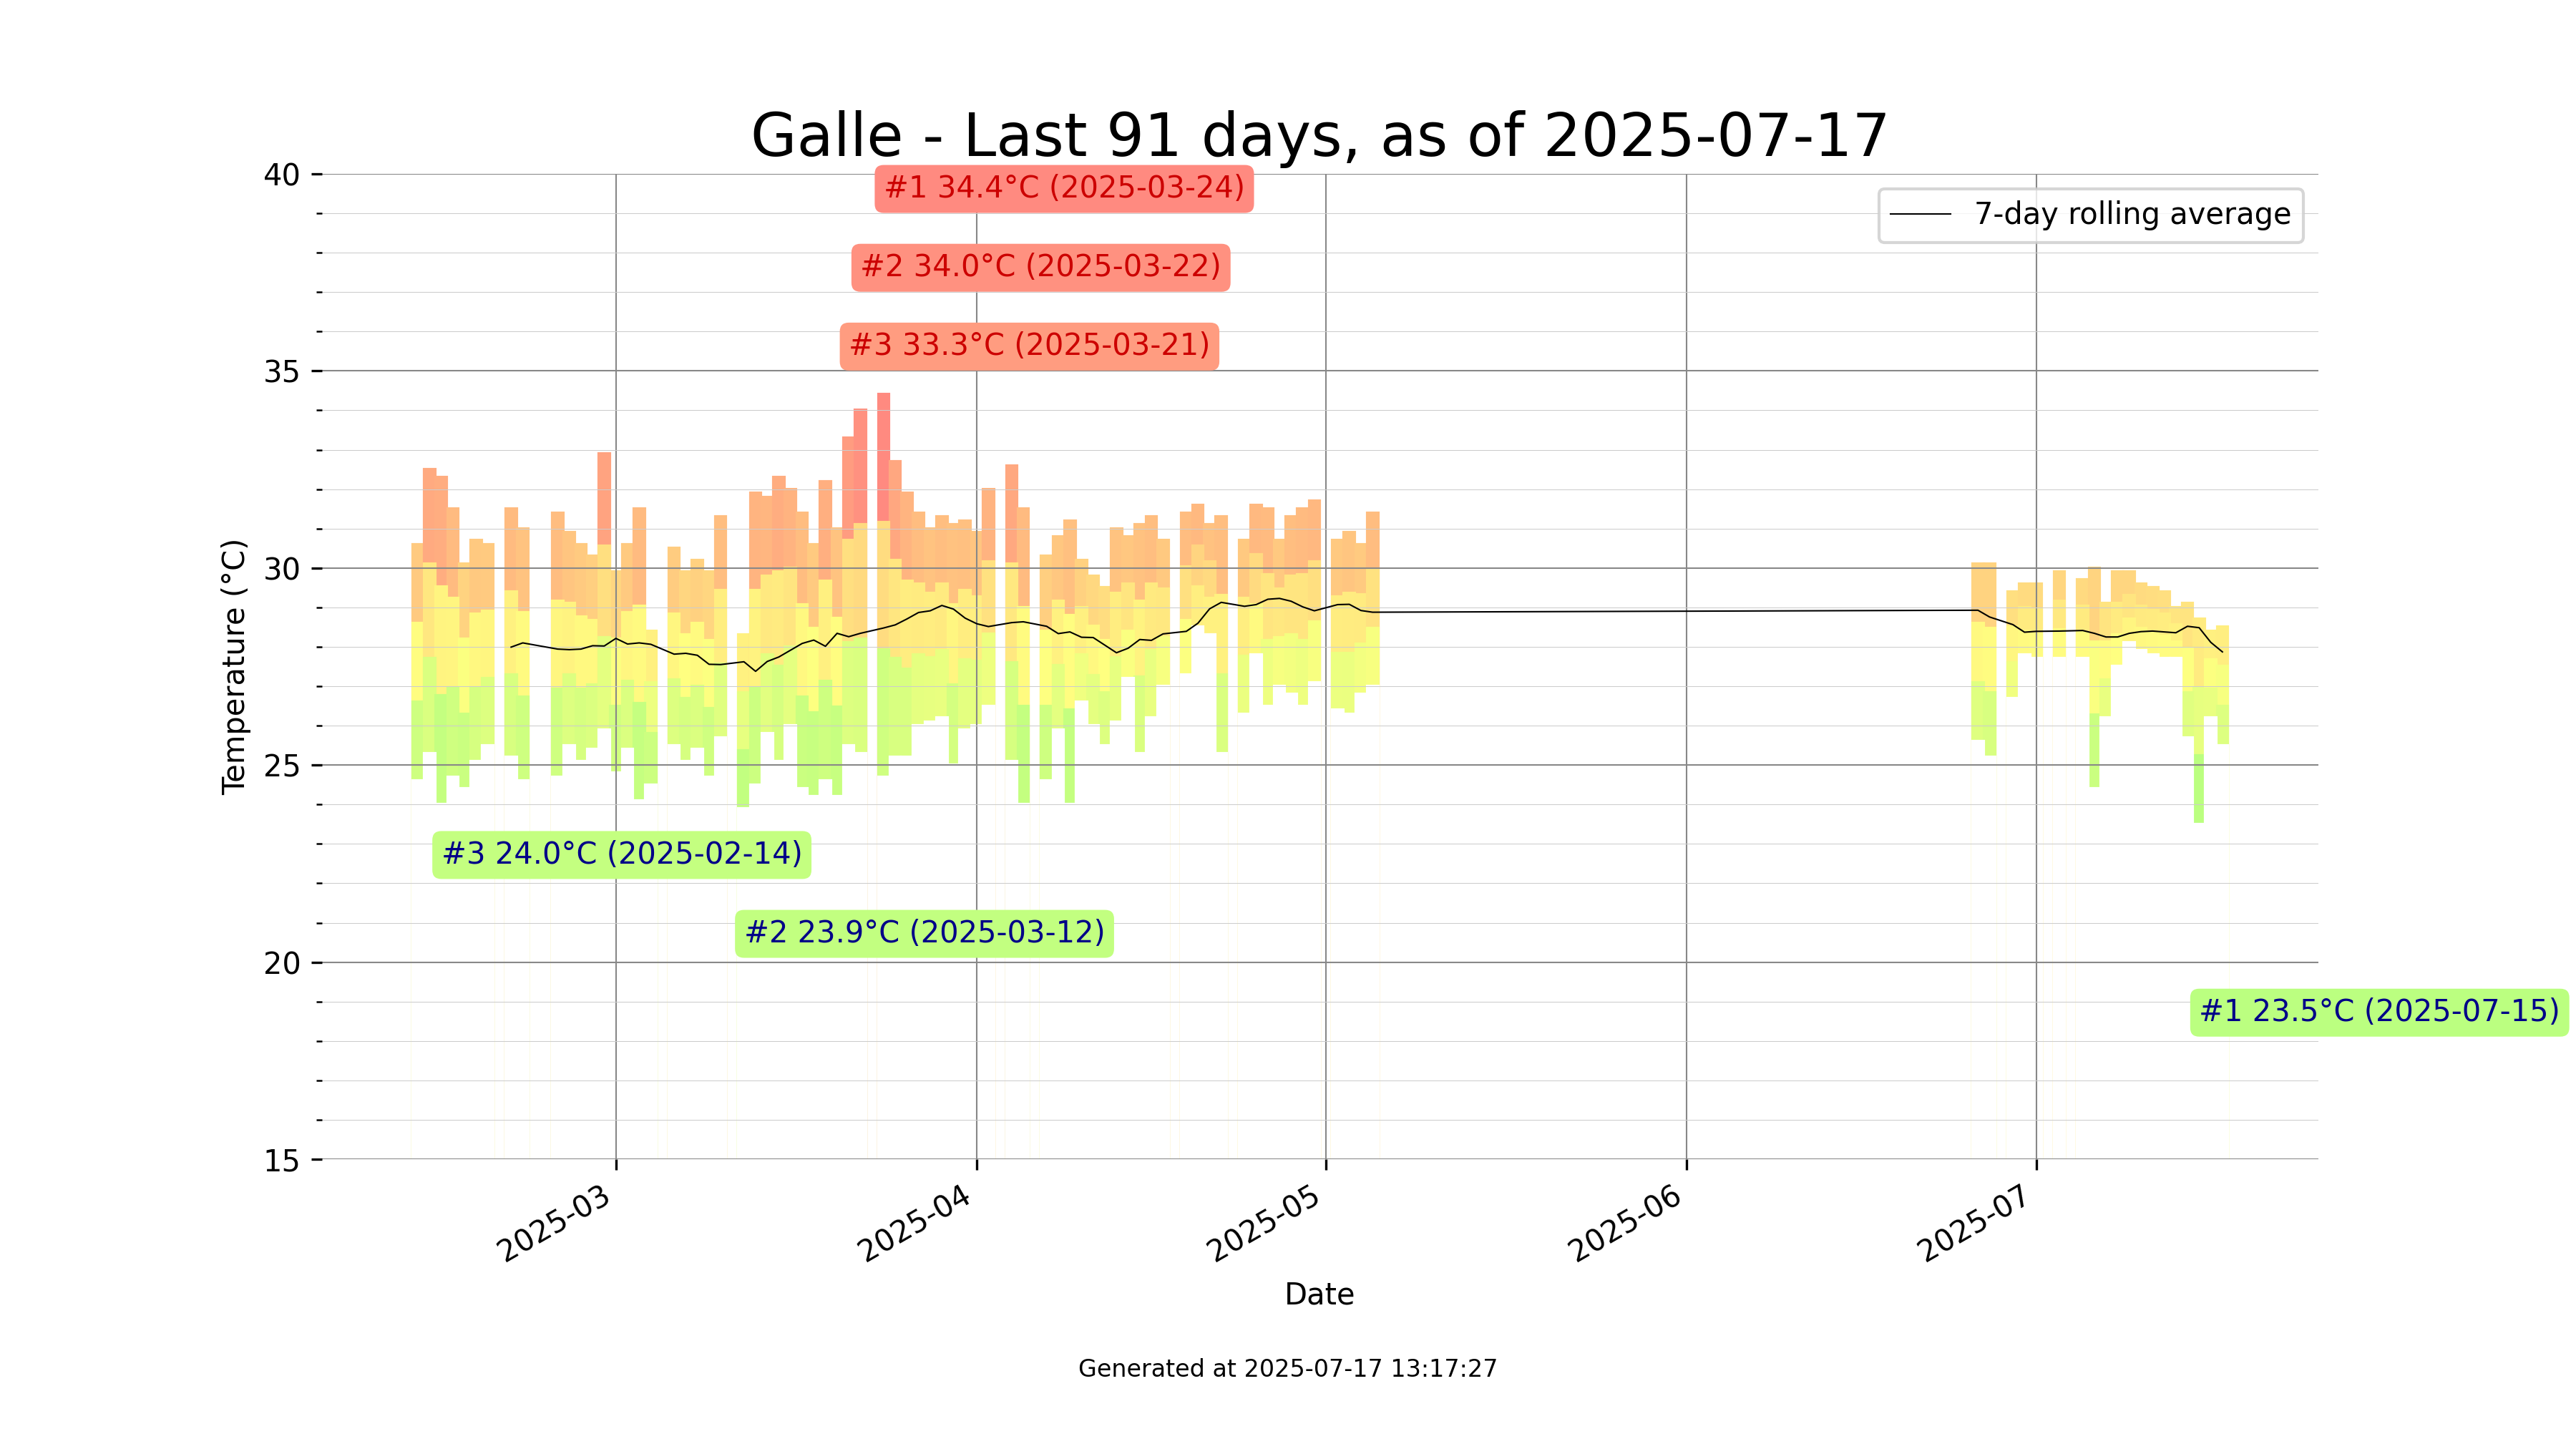 Galle - Last 91 days, as of 2025-07-17
40
#1 34.4°C (2025-03-24)
7-day rolling average
#2 34.0°C (2025-03-22)
#3 33.3°C (2025-03-21)
35
30
Temperature (°C)
25
#3 24.0°C (2025-02-14)
#2 23.9°C (2025-03-12)
20
#1 23.5°C (2025-07-15)
15
2025-03
2025-04
2025-05
2025-06
2025-07
Date
Generated at 2025-07-17 13:17:27